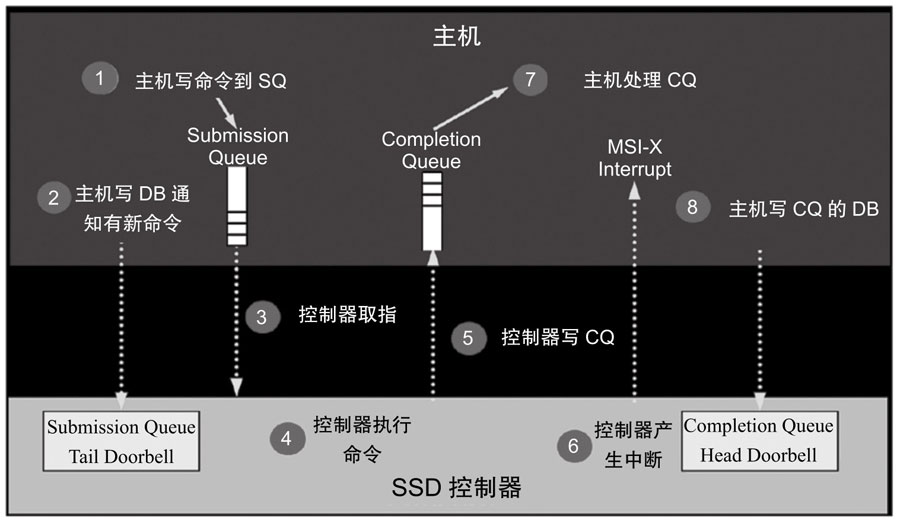 主机
1 主机写命令到 SQ
7 主机处理 CQ
Submission
Queue
Completion
Queue
MSI-X
Interrupt
2 主机写 DB 通
知有新命令
8 主机写 CQ 的 DB
3 控制器取指
5 控制器写 CQ
Submission Queue
Tail Doorbell
4 控制器执行
命令
6 控制器产
生中断
Completion Queue
Head Doorbell
SSD 控制器